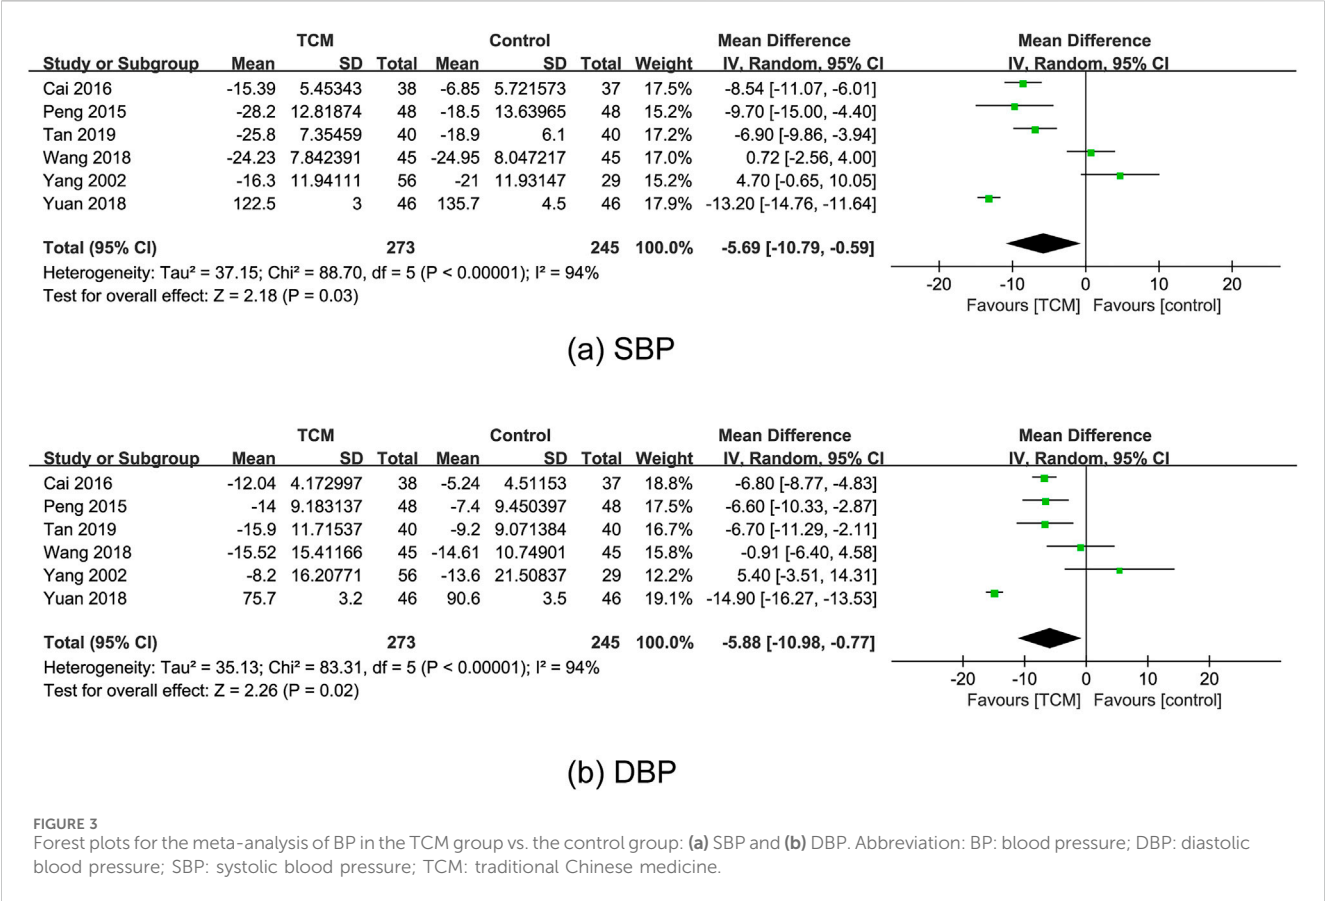 TCM Control Mean Difference Mean Difference
Study or Subgroup Mean SD Total Mean SD Total Weight IV, Random, 95% CI IV, Random, 95% CI
Cai 2016 -15.39 5.45343 38 -6.85 5.721573 37 17.5% -8.54 [-11.07, -6.01]
Peng 2015 -28.2 12.81874 48 -18.5 13.63965 48 15.2% -9.70 [-15.00, -4.40]
Tan 2019 -25.8 7.35459 40 -18.9 6.1 40 17.2% -6.90 [-9.86, -3.94]
Wang 2018 -24.23 7.842391 45 -24.95 8.047217 45 17.0% 0.72 [-2.56, 4.00]
Yang 2002 -16.3 11.94111 56 -21 11.93147 29 15.2% 4.70 [-0.65, 10.05]
Yuan 2018 122.5 3 46 135.7 4.5 46 17.9% -13.20 [-14.76, -11.64]
Total (95% CI) 273 245 100.0% -5.69 [-10.79, -0.59]
Heterogeneity: Tau² = 37.15; Chi² = 88.70, df = 5 (P < 0.00001); I² = 94%
Test for overall effect: Z = 2.18 (P = 0.03)
-20 -10 0 10 20
Favours [TCM] Favours [control]
(a) SBP
TCM Control Mean Difference Mean Difference
Study or Subgroup Mean SD Total Mean SD Total Weight IV, Random, 95% CI IV, Random, 95% CI
Cai 2016 -12.04 4.172997 38 -5.24 4.51153 37 18.8% -6.80 [-8.77, -4.83]
Peng 2015 -14 9.183137 48 -7.4 9.450397 48 17.5% -6.60 [-10.33, -2.87]
Tan 2019 -15.9 11.71537 40 -9.2 9.071384 40 16.7% -6.70 [-11.29, -2.11]
Wang 2018 -15.52 15.41166 45 -14.61 10.74901 45 15.8% -0.91 [-6.40, 4.58]
Yang 2002 -8.2 16.20771 56 -13.6 21.50837 29 12.2% 5.40 [-3.51, 14.31]
Yuan 2018 75.7 3.2 46 90.6 3.5 46 19.1% -14.90 [-16.27, -13.53]
Total (95% CI) 273 245 100.0% -5.88 [-10.98, -0.77]
Heterogeneity: Tau² = 35.13; Chi² = 83.31, df = 5 (P < 0.00001); I² = 94%
Test for overall effect: Z = 2.26 (P = 0.02)
-20 -10 0 10 20
Favours [TCM] Favours [control]
(b) DBP
FIGURE 3
Forest plots for the meta-analysis of BP in the TCM group vs. the control group: (a) SBP and (b) DBP. Abbreviation: BP: blood pressure; DBP: diastolic
blood pressure; SBP: systolic blood pressure; TCM: traditional Chinese medicine.